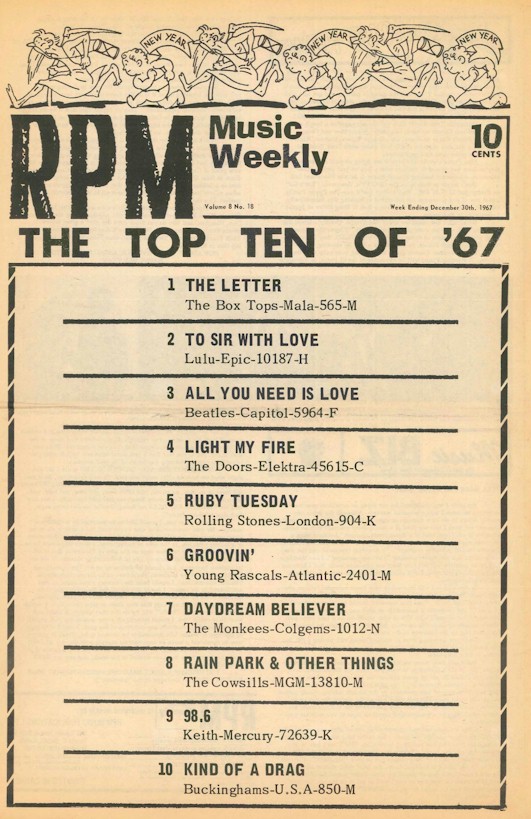 NEW YEAR
NEW YEAR
NEW YEAR
RPM
Music
Weekly
10
CENTS
Volume 8 No. 18
Week Ending December 30th, 1967
THE TOP TEN OF '67
1 THE LETTER
The Box Tops-Mala-565-M
2 TO SIR WITH LOVE
Lulu-Epic-10187-H
3 ALL YOU NEED IS LOVE
Beatles-Capitol-5964-F
4 LIGHT MY FIRE
The Doors-Elektra-45615-C
5 RUBY TUESDAY
Rolling Stones-London-904-K
6 GROOVIN'
Young Rascals-Atlantic-2401-M
7 DAYDREAM BELIEVER
The Monkees-Colgems-1012-N
8 RAIN PARK & OTHER THINGS
The Cowsills-MGM-13810-M
9 98.6
Keith-Mercury-72639-K
10 KIND OF A DRAG
Buckinghams-U.S.A-850-M